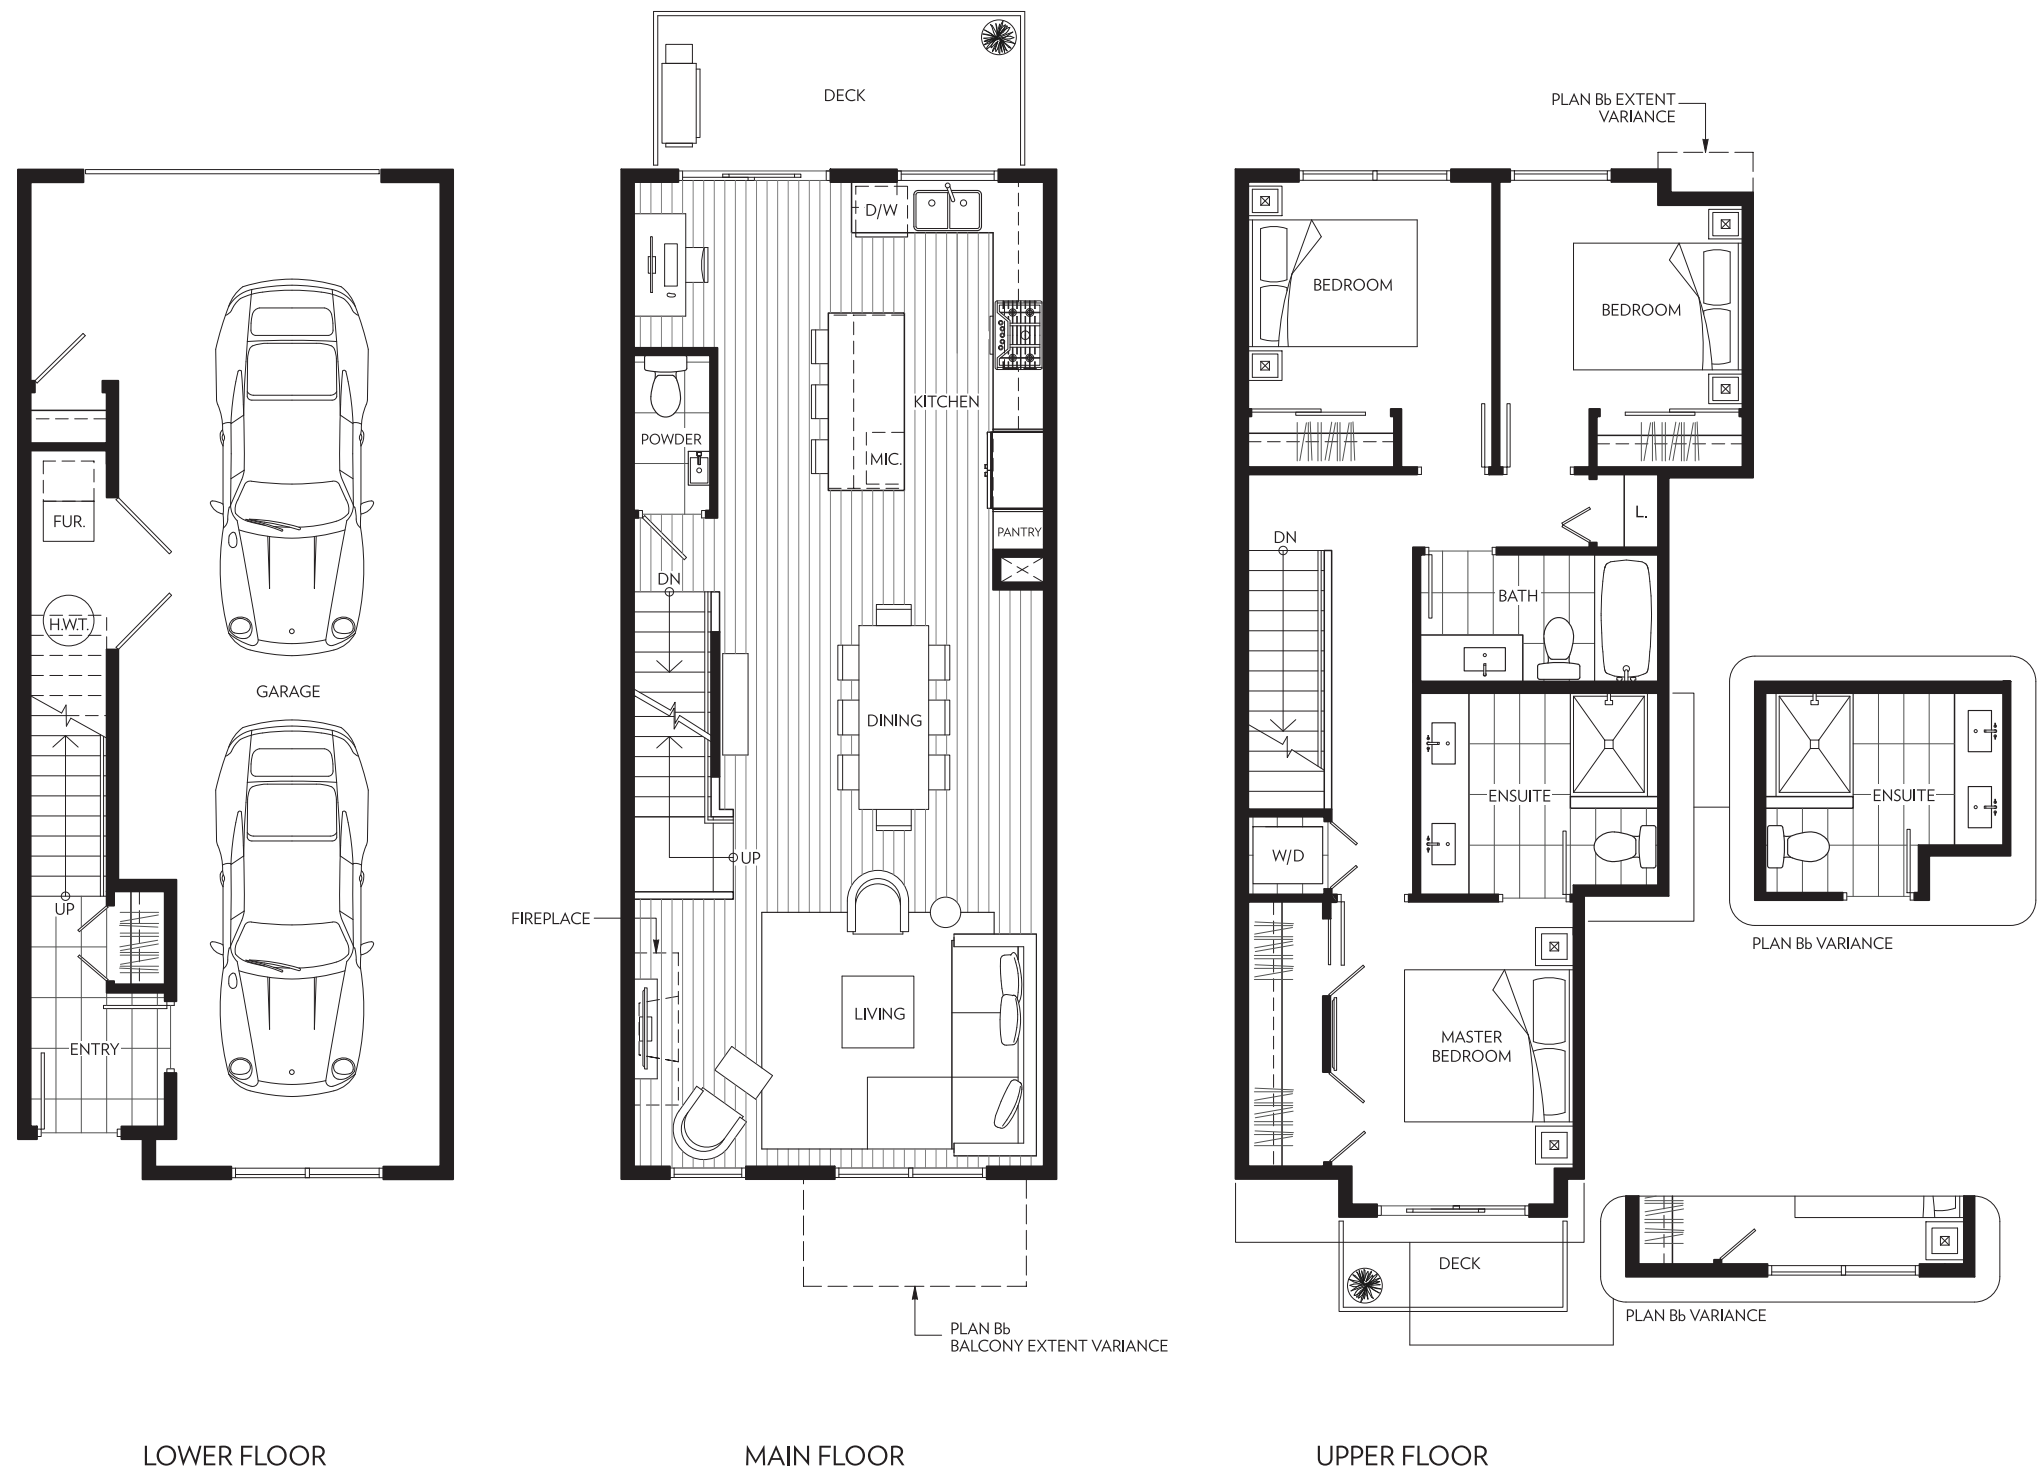 FUR.
H.W.T.
GARAGE
UP
ENTRY
LOWER FLOOR
DECK
D/W
KITCHEN
POWDER
MIC.
PANTRY
DN
DINING
UP
FIREPLACE
LIVING
PLAN Bb
BALCONY EXTENT VARIANCE
MAIN FLOOR
PLAN Bb EXTENT
VARIANCE
BEDROOM
BEDROOM
L.
DN
BATH
ENSUITE
W/D
MASTER
BEDROOM
DECK
ENSUITE
PLAN Bb VARIANCE
PLAN Bb VARIANCE
UPPER FLOOR